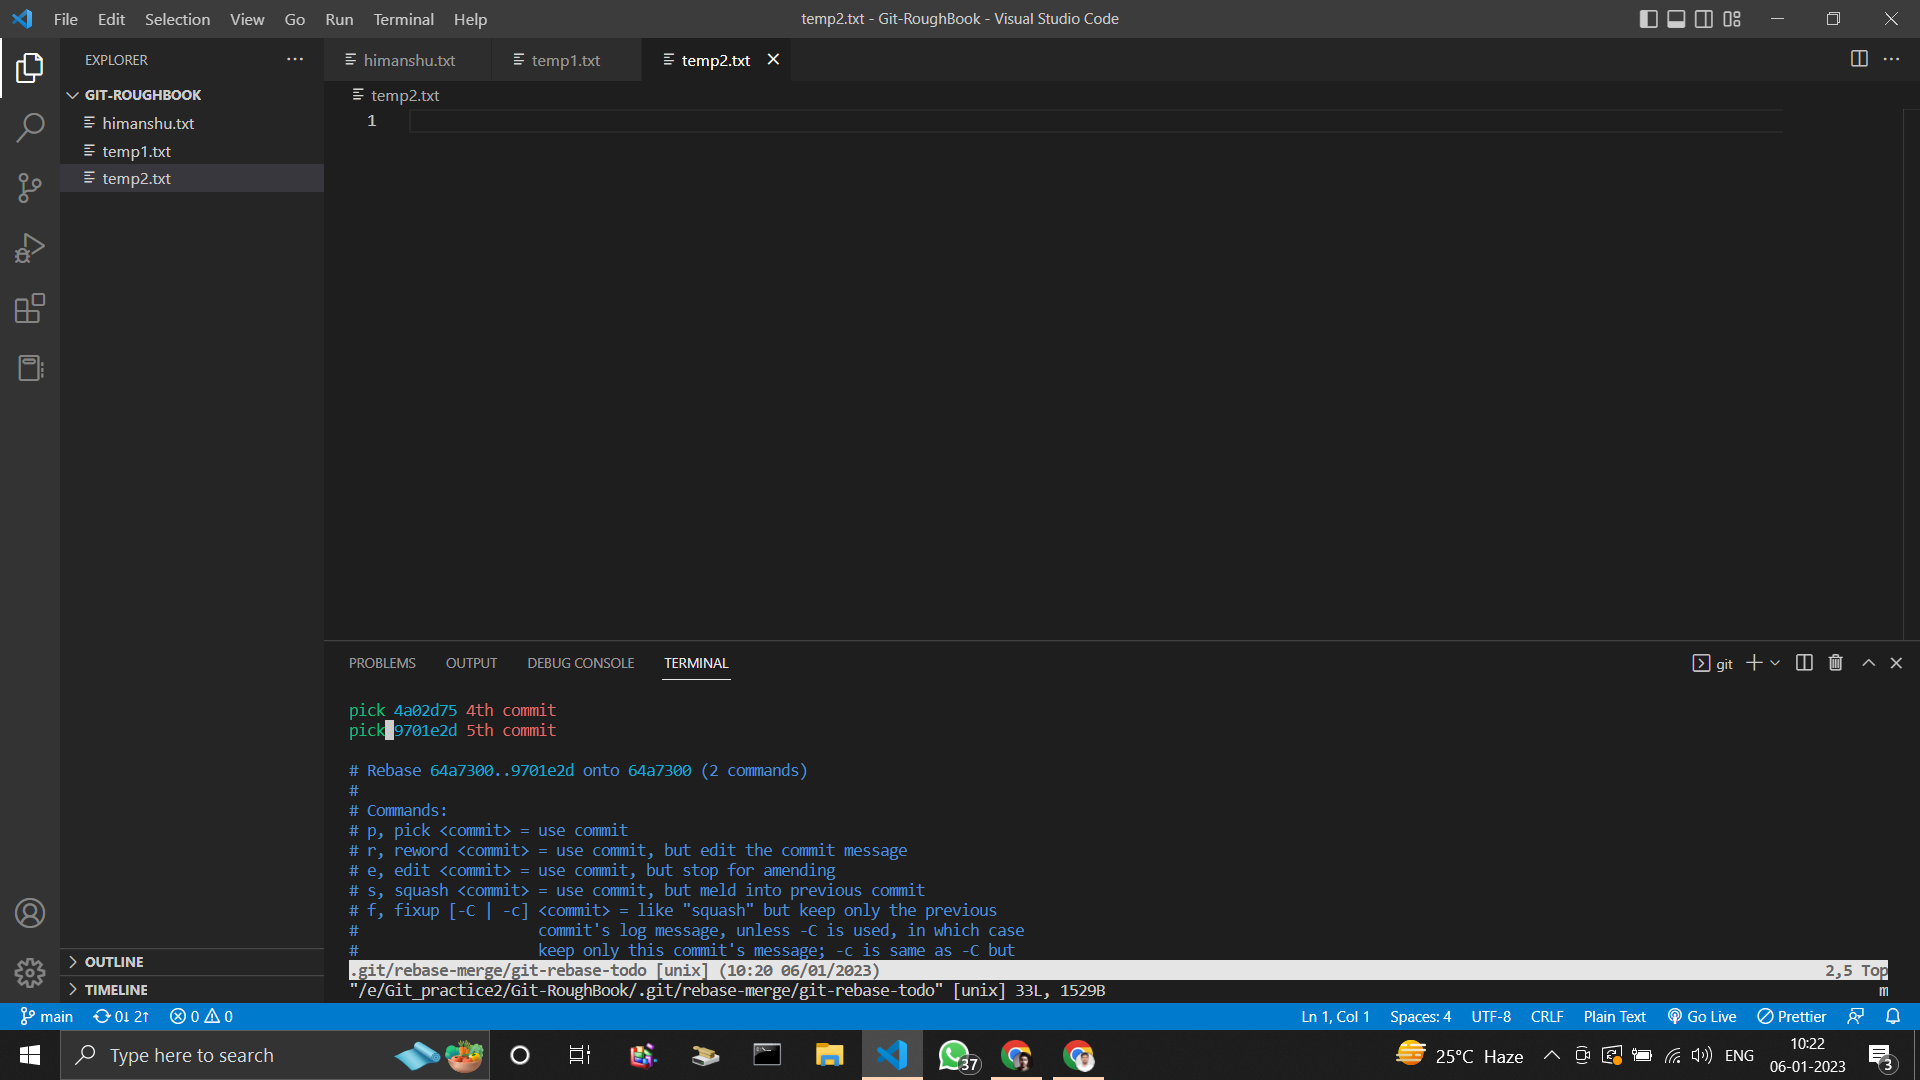 File Edit Selection View Go Run Terminal Help
temp2.txt - Git-RoughBook - Visual Studio Code
EXPLORER
GIT-ROUGHBOOK
himanshu.txt
temp1.txt
temp2.txt
OUTLINE
TIMELINE
himanshu.txt temp1.txt temp2.txt
temp2.txt
1
PROBLEMS OUTPUT DEBUG CONSOLE TERMINAL
git
pick 4a02d75 4th commit
pick 9701e2d 5th commit
# Rebase 64a7300..9701e2d onto 64a7300 (2 commands)
#
# Commands:
# p, pick <commit> = use commit
# r, reword <commit> = use commit, but edit the commit message
# e, edit <commit> = use commit, but stop for amending
# s, squash <commit> = use commit, but meld into previous commit
# f, fixup [-C | -c] <commit> = like "squash" but keep only the previous
# commit's log message, unless -C is used, in which case
# keep only this commit's message; -c is same as -C but
.git/rebase-merge/git-rebase-todo [unix] (10:20 06/01/2023) 2,5 Top
"/e/Git_practice2/Git-RoughBook/.git/rebase-merge/git-rebase-todo" [unix] 33L, 1529B m
main 0↓ 2↑ 0 0 Ln 1, Col 1 Spaces: 4 UTF-8 CRLF Plain Text Go Live Prettier
Type here to search
37
25°C Haze
ENG
10:22
06-01-2023
3